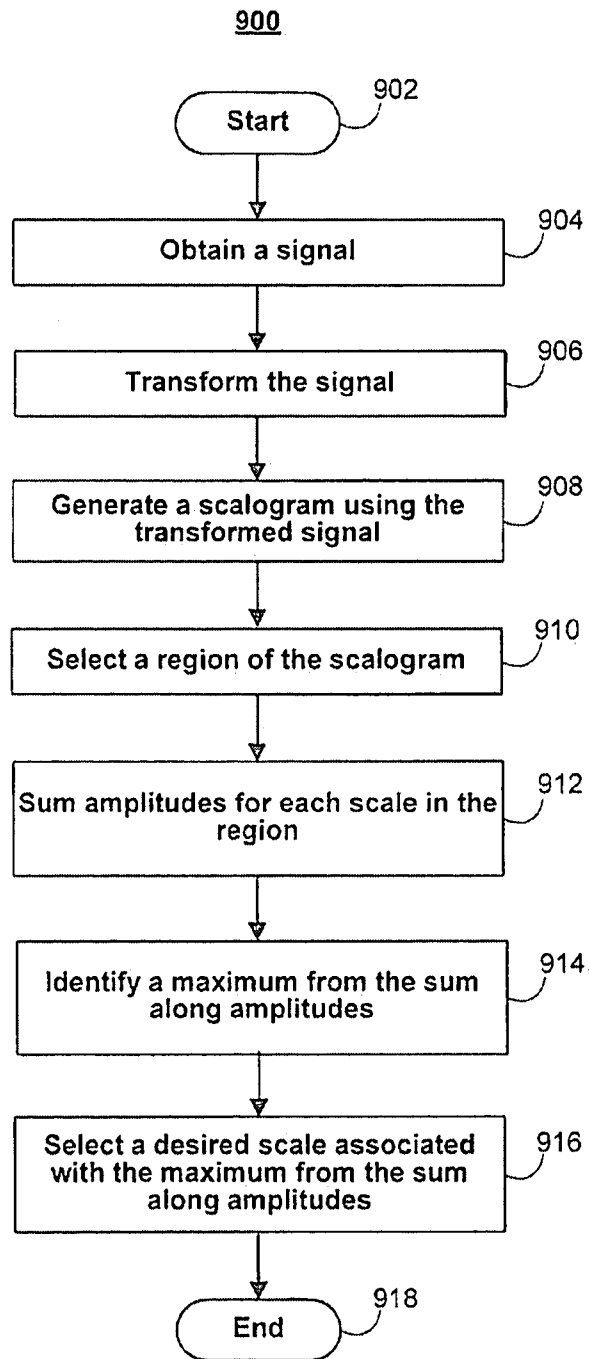 900
902
Start
904
Obtain a signal
906
Transform the signal
908
Generate a scalogram using the
transformed signal
910
Select a region of the scalogram
912
Sum amplitudes for each scale in the
region
914
Identify a maximum from the sum
along amplitudes
916
Select a desired scale associated
with the maximum from the sum
along amplitudes
918
End